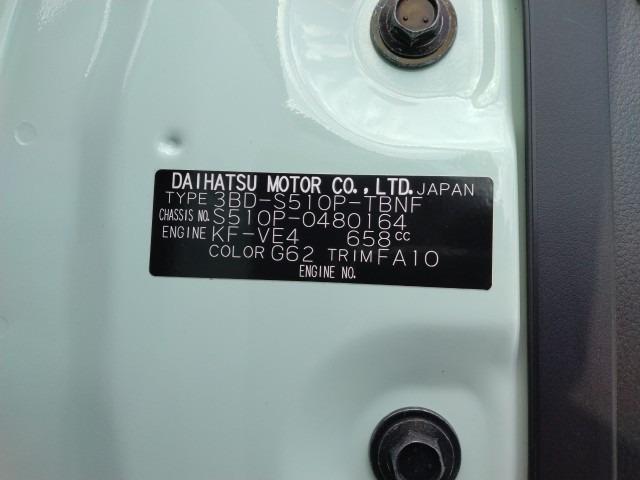 DAIHATSU MOTOR CO., LTD. JAPAN
TYPE 3BD-S510P-TBNF
CHASSIS NO. S510P-0480164
ENGINE KF-VE4 658CC
COLOR G62 TRIM FA10
ENGINE NO.